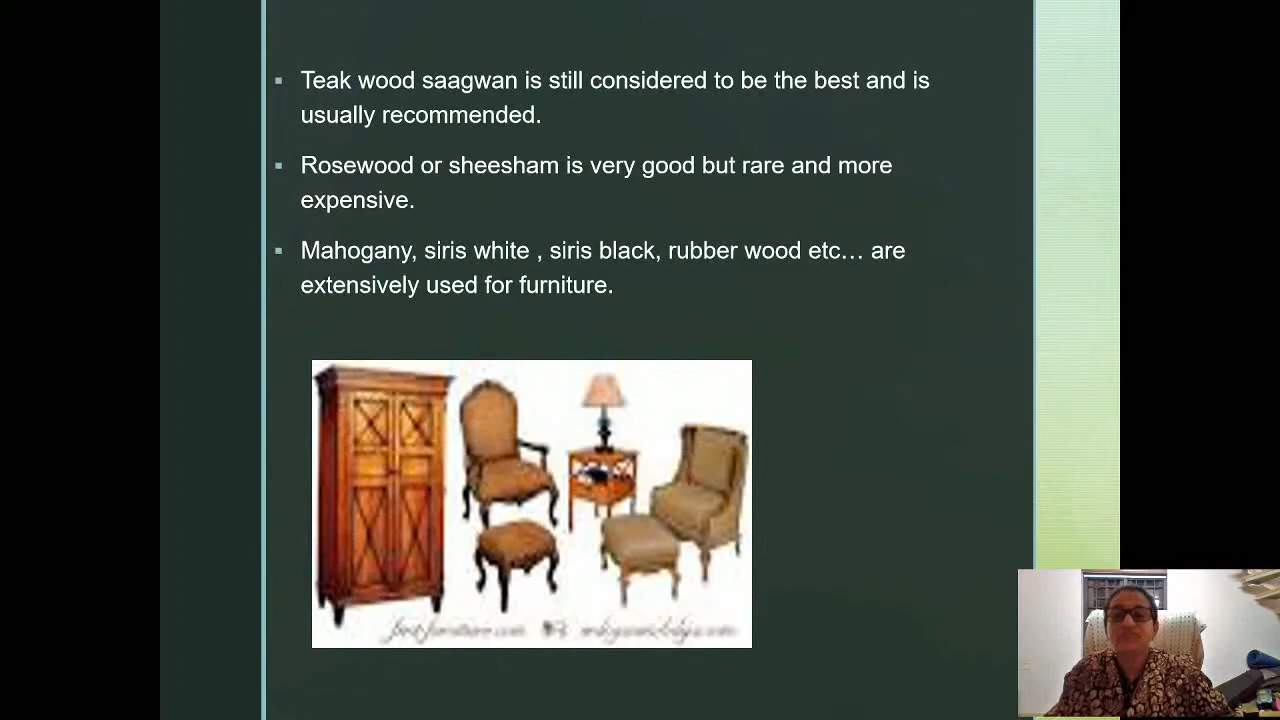 Teak wood saagwan is still considered to be the best and is
usually recommended.
Rosewood or sheesham is very good but rare and more
expensive.
Mahogany, siris white , siris black, rubber wood etc… are
extensively used for furniture.